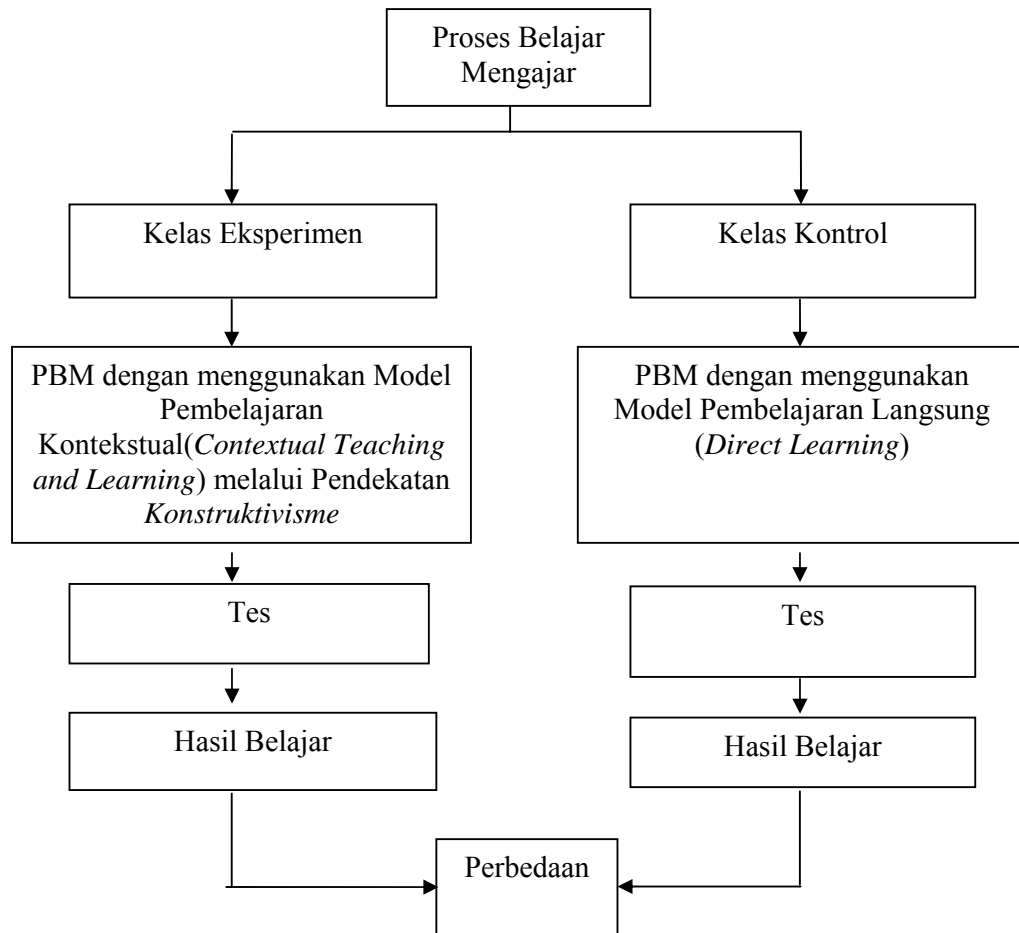 Proses Belajar
Mengajar
Kelas Eksperimen
Kelas Kontrol
PBM dengan menggunakan Model
Pembelajaran
Kontekstual(Contextual Teaching
and Learning) melalui Pendekatan
Konstruktivisme
PBM dengan menggunakan
Model Pembelajaran Langsung
(Direct Learning)
Tes
Tes
Hasil Belajar
Hasil Belajar
Perbedaan